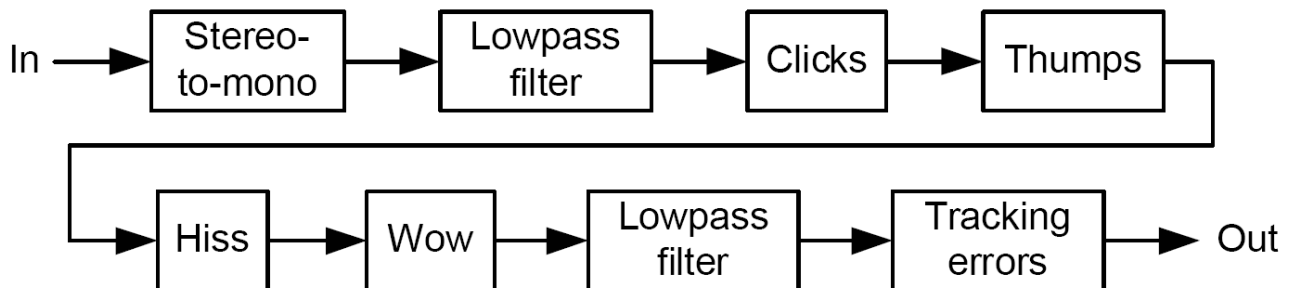 In
Stereo-
to-mono
Lowpass
filter
Clicks
Thumps
Hiss
Wow
Lowpass
filter
Tracking
errors
Out